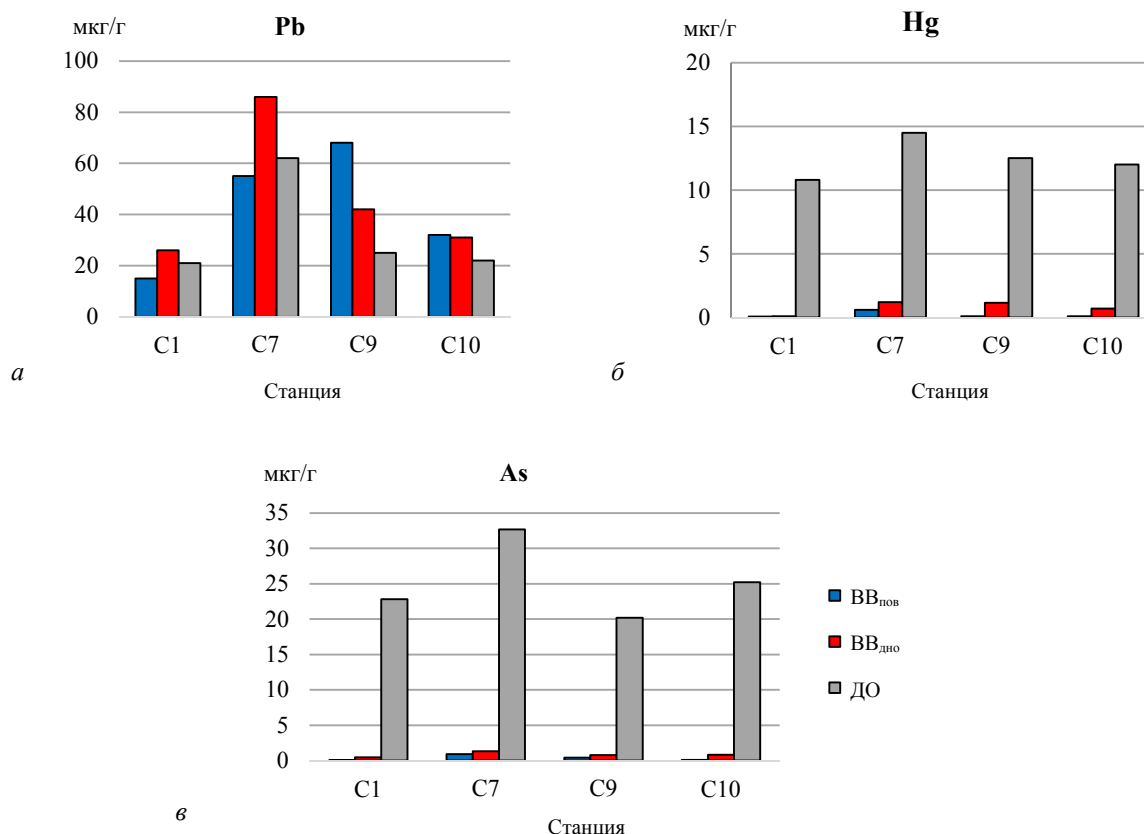 мкг/г
Pb
100
80
60
40
20
0
C1 C7 C9 C10
а
Станция
мкг/г
Hg
20
15
10
5
0
C1 C7 C9 C10
б
Станция
мкг/г
As
35
30
25
20
15
10
5
0
C1 C7 C9 C10
в
Станция
ВВпов
ВВдно
ДО